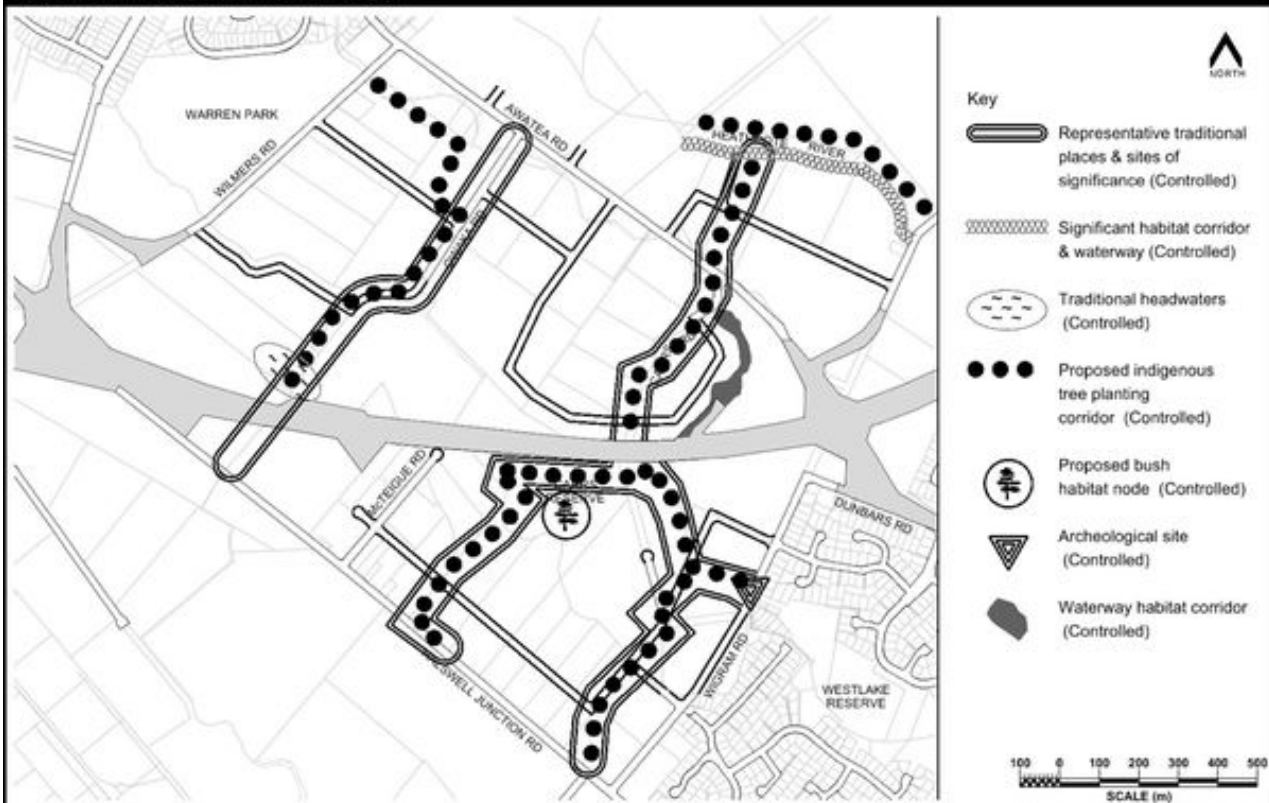 WARREN PARK
WILMERS RD
AWATEA RD
RIVER
McTEIGUE RD
DUNBARS RD
WIGRAM RD
WESTLAKE
RESERVE
JUNCTION RD
NORTH
Key
Representative traditional
places & sites of
significance (Controlled)
Significant habitat corridor
& waterway (Controlled)
Traditional headwaters
(Controlled)
Proposed indigenous
tree planting
corridor (Controlled)
Proposed bush
habitat node (Controlled)
Archeological site
(Controlled)
Waterway habitat corridor
(Controlled)
100 0 100 200 300 400 500
SCALE (m)